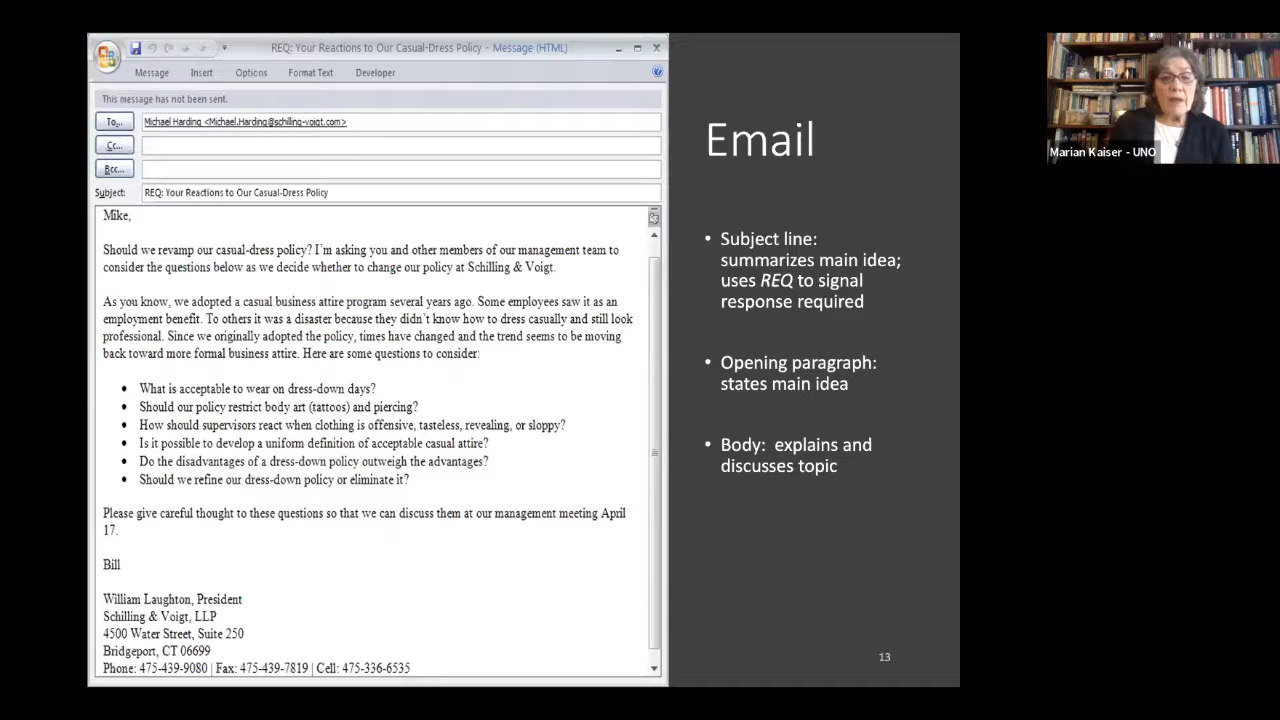 REQ: Your Reactions to Our Casual-Dress Policy - Message (HTML)
Message Insert Options Format Text Developer
This message has not been sent.
To... Michael Harding <Michael.Harding@schilling-voigt.com>
Cc...
Bcc...
Subject: REQ: Your Reactions to Our Casual-Dress Policy
Mike,
Should we revamp our casual-dress policy? I'm asking you and other members of our management team to
consider the questions below as we decide whether to change our policy at Schilling & Voigt.
As you know, we adopted a casual business attire program several years ago. Some employees saw it as an
employment benefit. To others it was a disaster because they didn't know how to dress casually and still look
professional. Since we originally adopted the policy, times have changed and the trend seems to be moving
back toward more formal business attire. Here are some questions to consider:
• What is acceptable to wear on dress-down days?
• Should our policy restrict body art (tattoos) and piercing?
• How should supervisors react when clothing is offensive, tasteless, revealing, or sloppy?
• Is it possible to develop a uniform definition of acceptable casual attire?
• Do the disadvantages of a dress-down policy outweigh the advantages?
• Should we refine our dress-down policy or eliminate it?
Please give careful thought to these questions so that we can discuss them at our management meeting April
17.
Bill
William Laughton, President
Schilling & Voigt, LLP
4500 Water Street, Suite 250
Bridgeport, CT 06699
Phone: 475-439-9080 | Fax: 475-439-7819 | Cell: 475-336-6535
Email
• Subject line:
summarizes main idea;
uses REQ to signal
response required
• Opening paragraph:
states main idea
• Body: explains and
discusses topic
13
Marian Kaiser - UNO